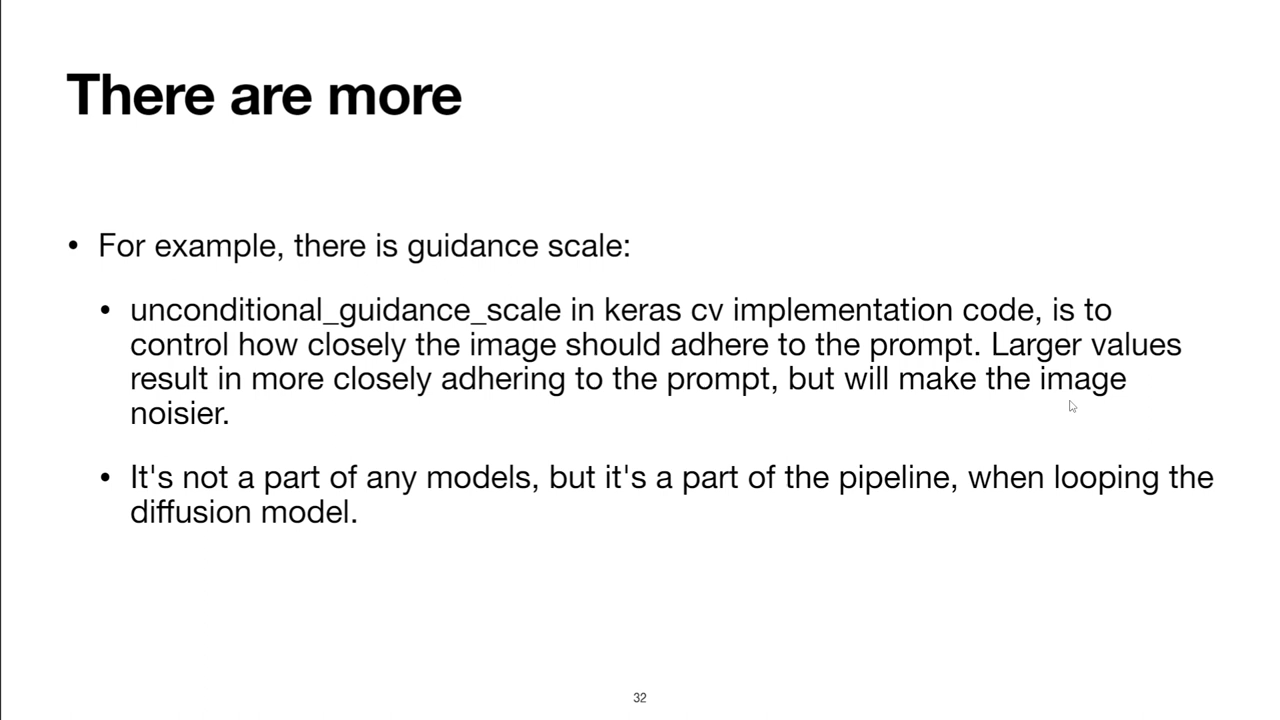 There are more
• For example, there is guidance scale:
• unconditional_guidance_scale in keras cv implementation code, is to
control how closely the image should adhere to the prompt. Larger values
result in more closely adhering to the prompt, but will make the image
noisier.
• It's not a part of any models, but it's a part of the pipeline, when looping the
diffusion model.
32